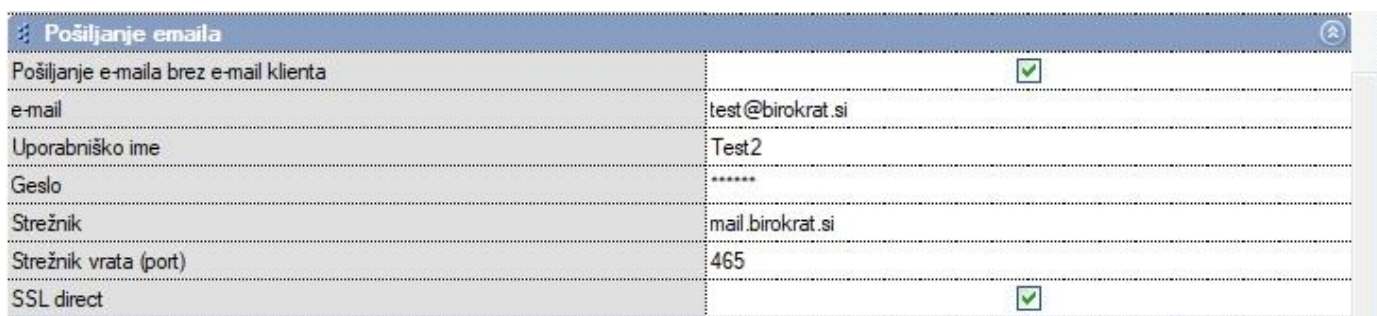 Pošiljanje emaila
Pošiljanje e-maila brez e-mail klienta
e-mail test@birokrat.si
Uporabniško ime Test2
Geslo ******
Strežnik mail.birokrat.si
Strežnik vrata (port) 465
SSL direct